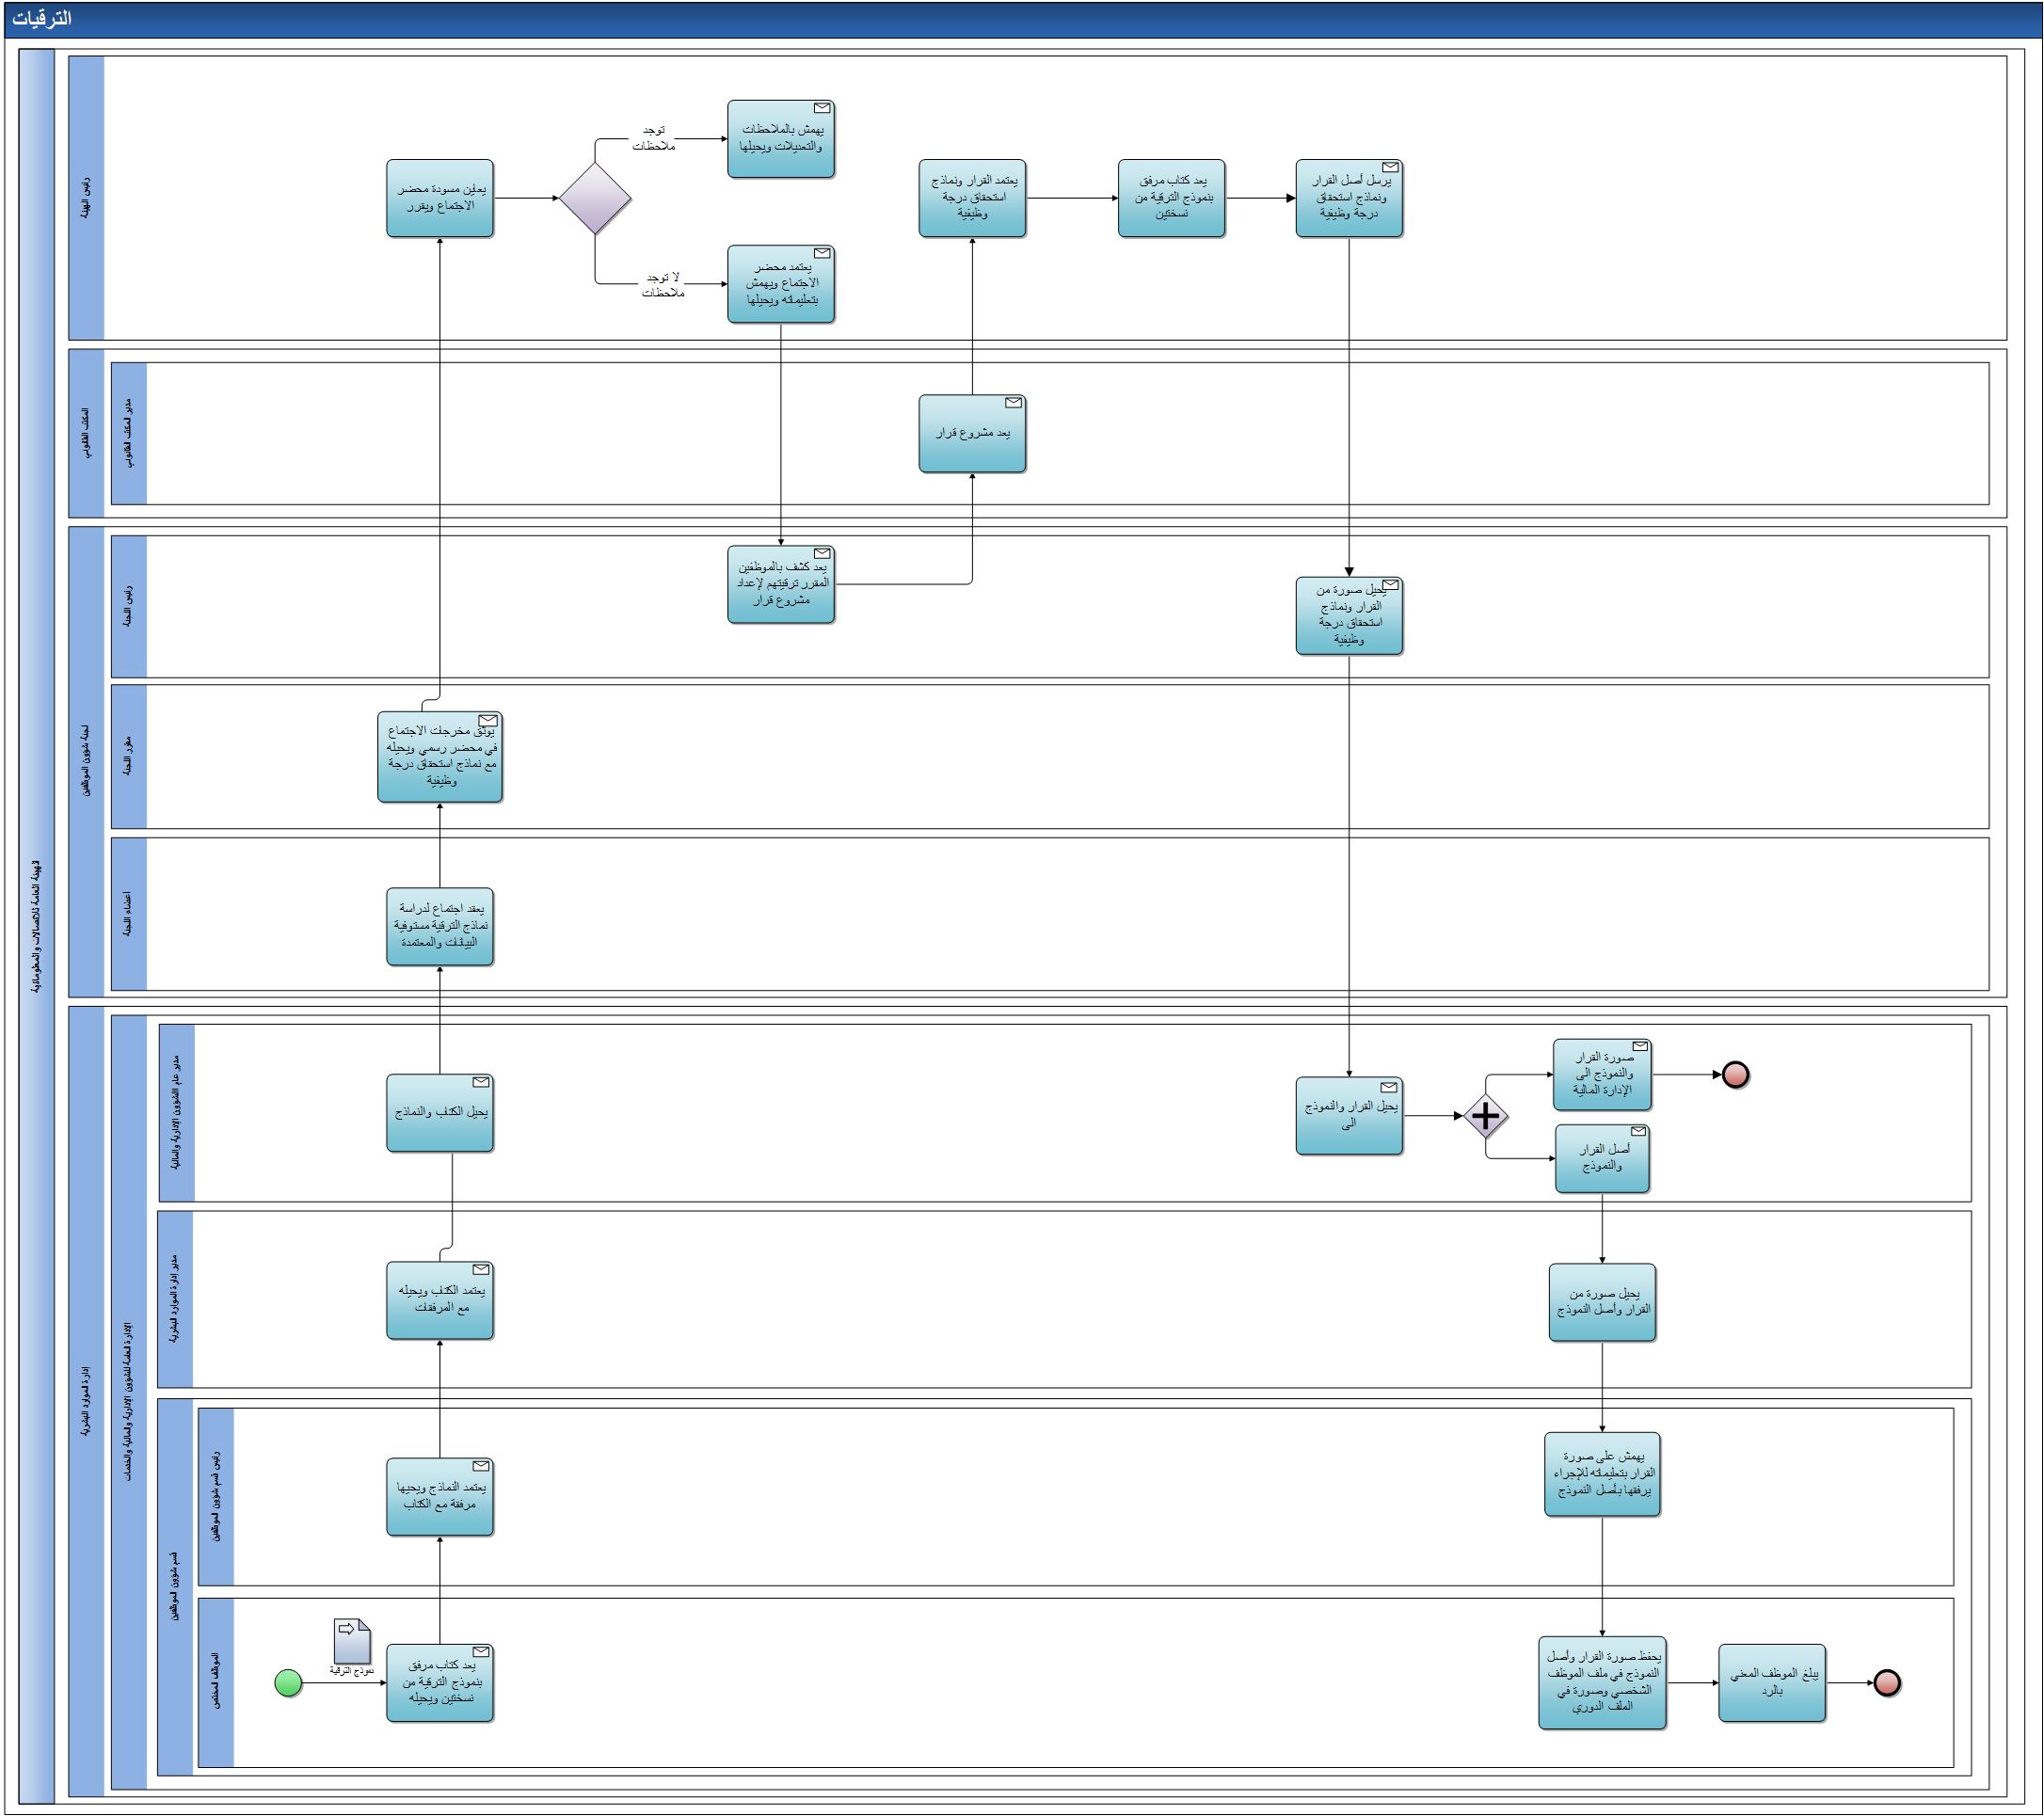 الترقيات
الهيئة العامة للاتصالات والمعلوماتية
رئيس الهيئة
يعاين مسودة محضر
الاجتماع ويقرر
توجد
ملاحظات
يهمش بالملاحظات
والتعديلات ويحيلها
لا توجد
ملاحظات
يعتمد محضر
الاجتماع ويهمش
بتعليماته ويحيلها
يعتمد القرار ونماذج
استحقاق درجة
وظيفية
يعد كتاب مرفق
بنموذج الترقية من
نسختين
يرسل أصل القرار
ونماذج استحقاق
درجة وظيفية
المكتب القانوني
مدير المكتب القانوني
يعد مشروع قرار
لجنة شؤون الموظفين
رئيس اللجنة
يعد كشف بالموظفين
المقرر ترقيتهم لإعداد
مشروع قرار
يحيل صورة من
القرار ونماذج
استحقاق درجة
وظيفية
مقرر اللجنة
يوثق مخرجات الاجتماع
في محضر رسمي ويحيله
مع نماذج استحقاق درجة
وظيفية
اعضاء اللجنة
يعقد اجتماع لدراسة
نماذج الترقية مستوفية
البيانات والمعتمدة
إدارة الموارد البشرية
الإدارة العامة للشؤون الإدارية والمالية والخدمات
مدير عام الشؤون الإدارية والمالية
يحيل الكتاب والنماذج
يحيل القرار والنموذج
الى
صورة القرار
والنموذج الى
الإدارة المالية
أصل القرار
والنموذج
مدير إدارة الموارد البشرية
يعتمد الكتاب ويحيله
مع المرفقات
يحيل صورة من
القرار وأصل النموذج
قسم شؤون الموظفين
رئيس قسم شؤون الموظفين
يعتمد النماذج ويحيها
مرفقة مع الكتاب
يهمش على صورة
القرار بتعليماته للإجراء
يرفقها بأصل النموذج
الموظف المختص
نموذج الترقية
يعد كتاب مرفق
بنموذج الترقية من
نسختين ويحيله
يحفظ صورة القرار وأصل
النموذج في ملف الموظف
الشخصي وصورة في
الملف الدوري
يبلغ الموظف المعني
بالرد